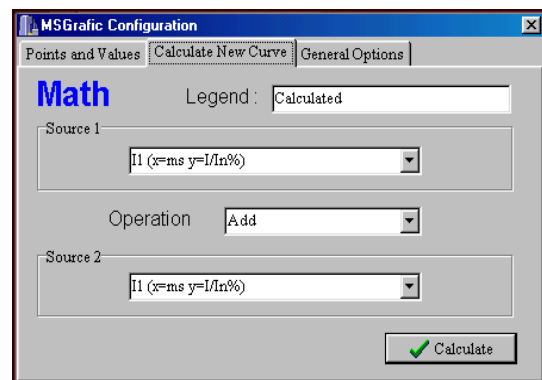 MSGrafic Configuration
Points and Values Calculate New Curve General Options
Math Legend : Calculated
Source 1
I1 (x=ms y=I/In%)
Operation Add
Source 2
I1 (x=ms y=I/In%)
Calculate